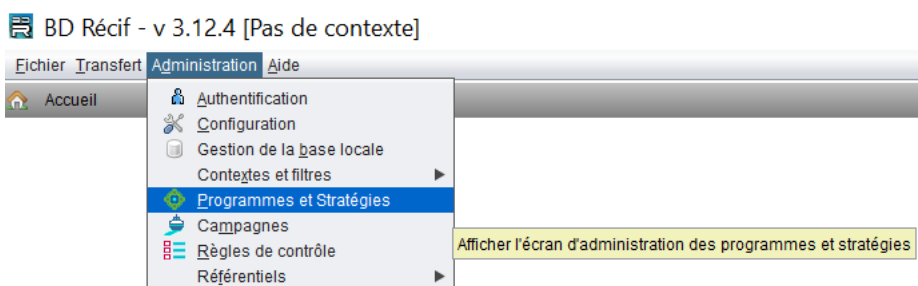 BD Récif - v 3.12.4 [Pas de contexte]
Fichier Transfert Administration Aide
Accueil
Authentification
Configuration
Gestion de la base locale
Contextes et filtres
Programmes et Stratégies
Campagnes
Règles de contrôle
Afficher l'écran d'administration des programmes et stratégies
Référentiels